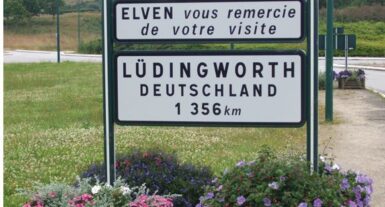 ELVEN vous remercie
de votre visite
LÜDINGWORTH
DEUTSCHLAND
1 356 km